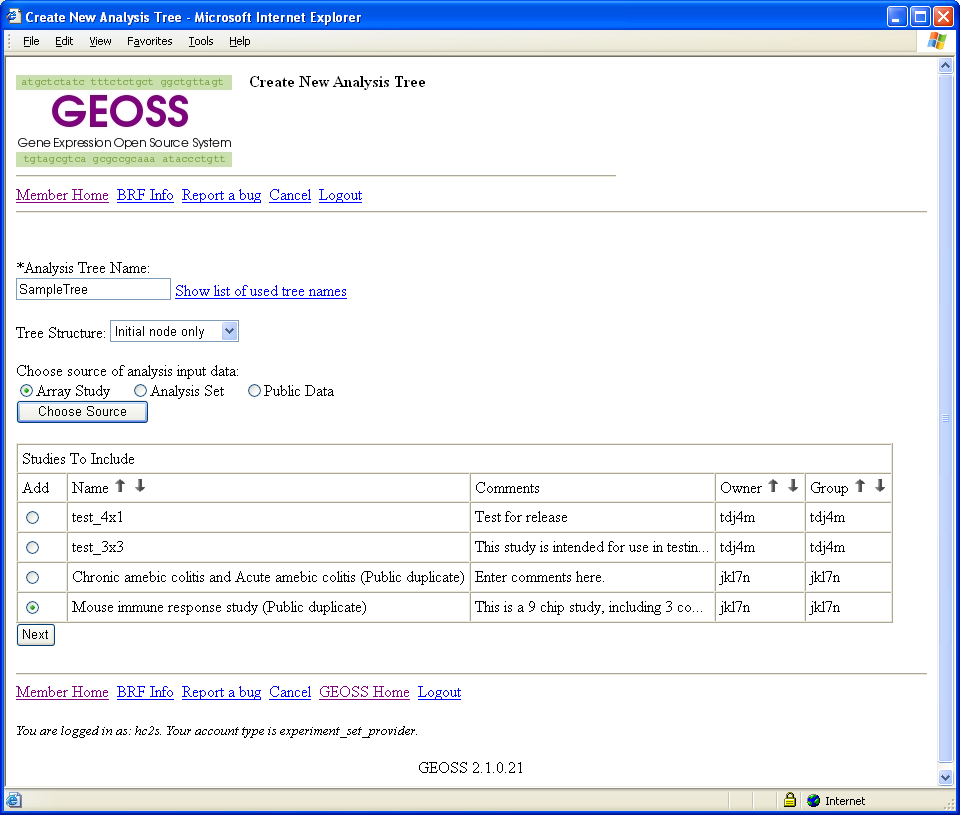 Create New Analysis Tree - Microsoft Internet Explorer
File Edit View Favorites Tools Help
atgctctatc tttctctgct ggctgttagt
Create New Analysis Tree
GEOSS
Gene Expression Open Source System
tgtagcgtca gcgccgcaaa ataccctgtt
Member Home BRF Info Report a bug Cancel Logout
*Analysis Tree Name:
SampleTree Show list of used tree names
Tree Structure: Initial node only
Choose source of analysis input data:
Array Study Analysis Set Public Data
Choose Source
Studies To Include
Add Name Comments Owner Group
test_4x1 Test for release tdj4m tdj4m
test_3x3 This study is intended for use in testin... tdj4m tdj4m
Chronic amebic colitis and Acute amebic colitis (Public duplicate) Enter comments here. jkl7n jkl7n
Mouse immune response study (Public duplicate) This is a 9 chip study, including 3 co... jkl7n jkl7n
Next
Member Home BRF Info Report a bug Cancel GEOSS Home Logout
You are logged in as: hc2s. Your account type is experiment_set_provider.
GEOSS 2.1.0.21
Internet